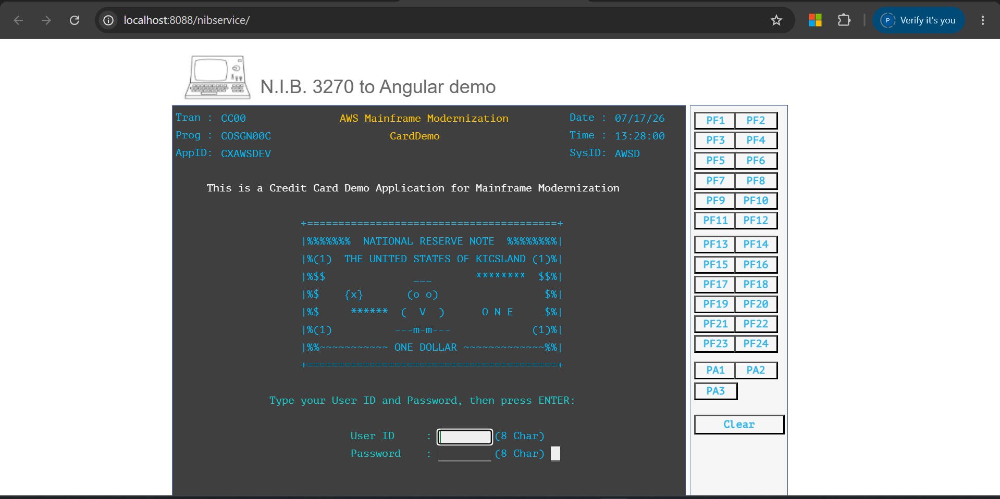 localhost:8088/nibservice/
P Verify it's you
N.I.B. 3270 to Angular demo
Tran : CC00 AWS Mainframe Modernization Date : 07/17/26
Prog : COSGN00C CardDemo Time : 13:28:00
AppID: CXAWSDEV SysID: AWSD
This is a Credit Card Demo Application for Mainframe Modernization
+========================================+
|%%%%%%%  NATIONAL RESERVE NOTE  %%%%%%%%|
|%(1)  THE UNITED STATES OF KICSLAND (1)%|
|%$$              ___       ********  $$%|
|%$    {x}       (o o)                 $%|
|%$     ******  (  V  )      O N E     $%|
|%(1)          ---m-m---             (1)%|
|%%~~~~~~~~~~~ ONE DOLLAR ~~~~~~~~~~~~~%%|
+========================================+
Type your User ID and Password, then press ENTER:
User ID : (8 Char)
Password : (8 Char)
PF1 PF2
PF3 PF4
PF5 PF6
PF7 PF8
PF9 PF10
PF11 PF12
PF13 PF14
PF15 PF16
PF17 PF18
PF19 PF20
PF21 PF22
PF23 PF24
PA1 PA2
PA3
Clear